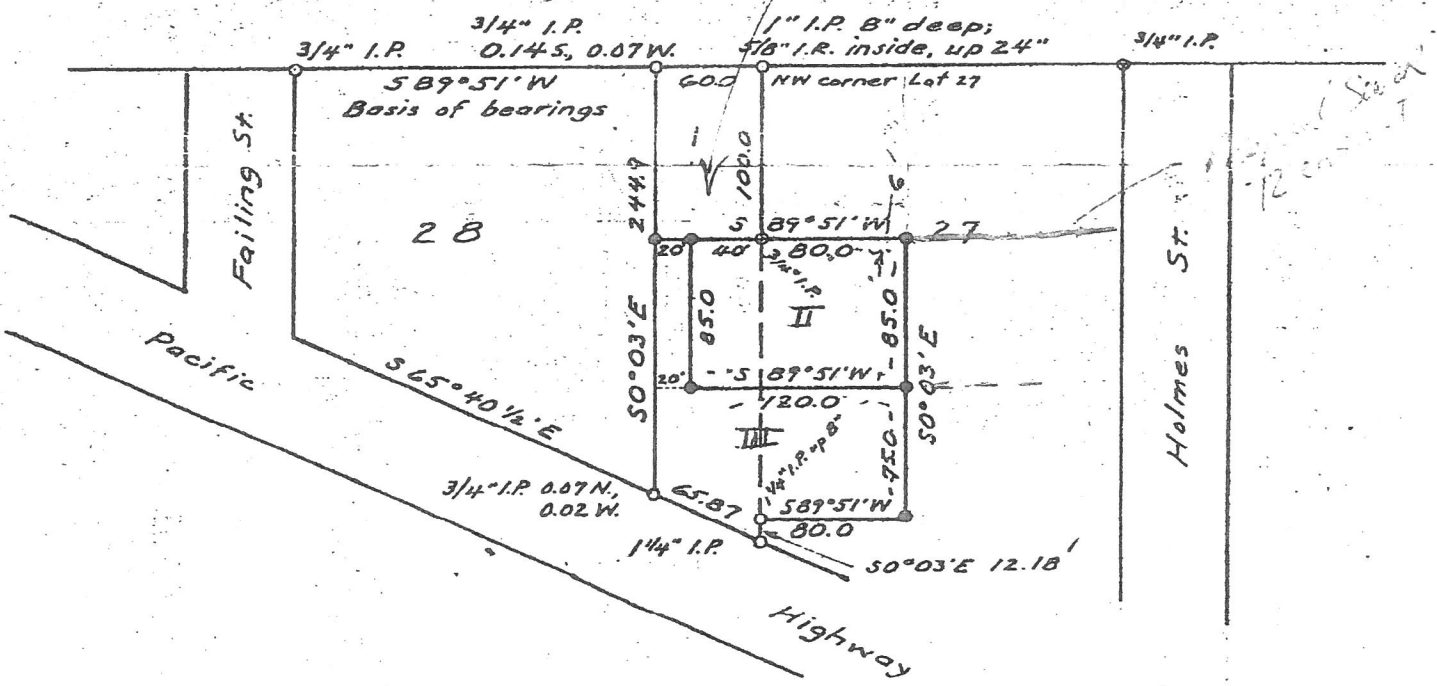 3/4" I.P.
3/4" I.P.
0.14 S, 0.07 W.
1" I.P. 8" deep;
5/8" I.R. inside, up 24"
3/4" I.P.
S 89°51' W
Basis of bearings
60.0
NW corner Lot 27
Failing St.
28
244.9
100.0
6'
S 89°51' W
27
20'
40
80.0
3/4" I.P.
II
85.0
85.0
S0°03'E
S0°03'E
Holmes St.
Pacific
S 65°40 1/2' E
20'
S 89°51' W
120.0
III
75.0
3/4" I.P. 0.07 N.,
0.02 W.
65.87
S89°51'W
80.0
1 1/4" I.P.
S0°03'E 12.18'
Highway